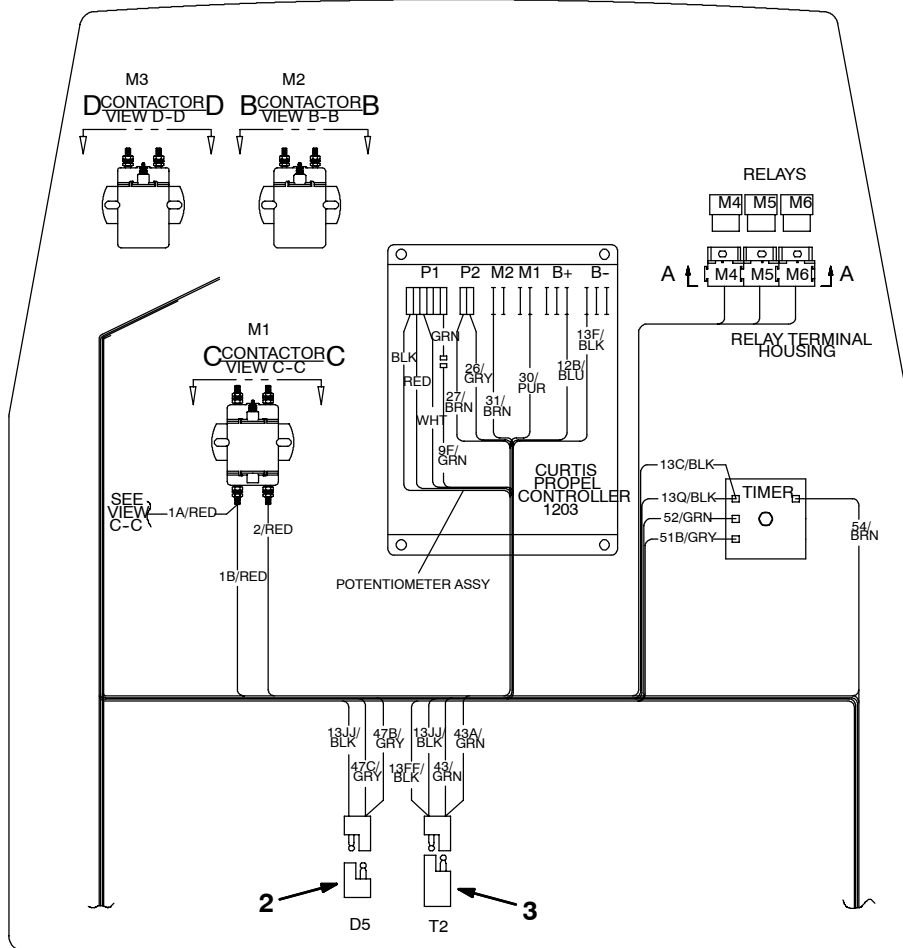 M3
D CONTACTOR D
VIEW D-D
M2
B CONTACTOR B
VIEW B-B
RELAYS
M4 M5 M6
A M4 M5 M6 A
RELAY TERMINAL
HOUSING
P1 P2 M2 M1 B+ B-
BLK
RED
WHT
GRN
9F/
GRN
27/
BRN
26/
GRY
31/
BRN
30/
PUR
12B/
BLU
13F/
BLK
CURTIS
PROPEL
CONTROLLER
1203
POTENTIOMETER ASSY
M1
C CONTACTOR C
VIEW C-C
SEE
VIEW
C-C
1A/RED
2/RED
1B/RED
13C/BLK
13Q/BLK
52/GRN
51B/GRY
TIMER
54/
BRN
13JJ/
BLK
47C/
GRY
47B/
GRY
13FF/
BLK
13JJ/
BLK
43/
GRN
43A/
GRN
2
3
D5
T2